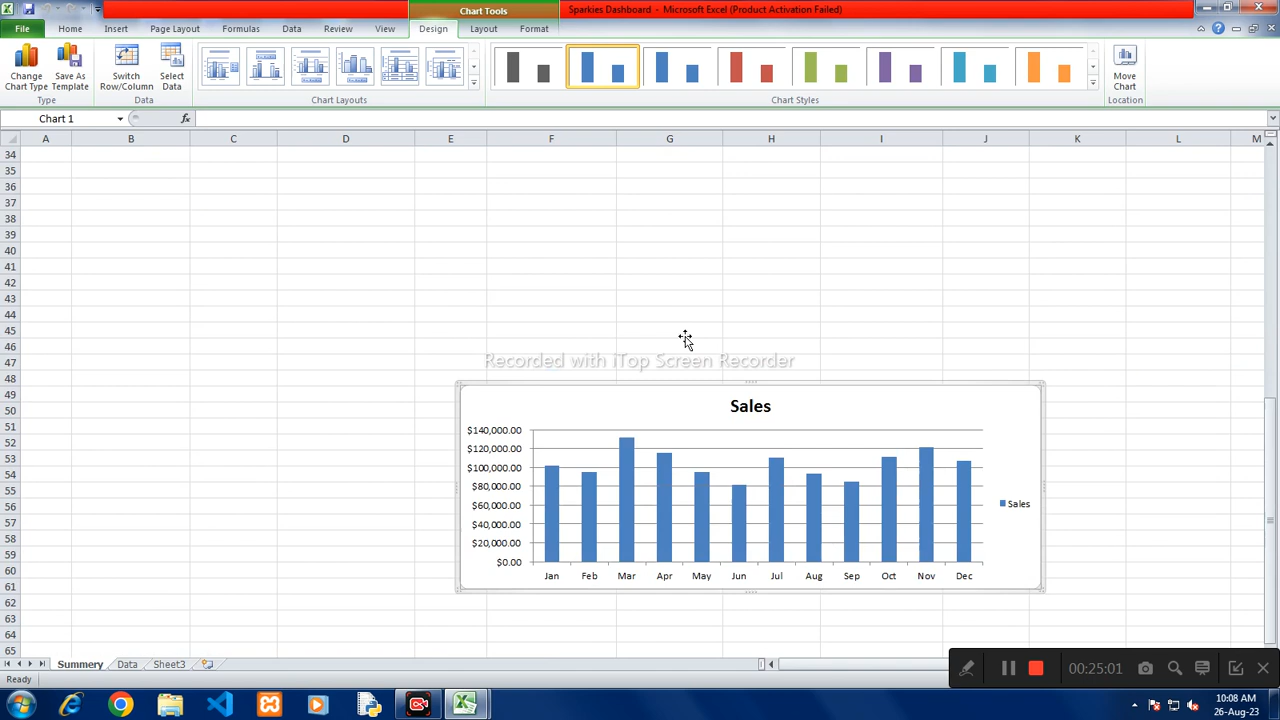 Chart Tools
Sparkies Dashboard - Microsoft Excel (Product Activation Failed)
File Home Insert Page Layout Formulas Data Review View Design Layout Format
Change Chart Type
Save As Template
Switch Row/Column
Select Data
Move Chart
Type Data Chart Layouts Chart Styles Location
Chart 1 fx
A B C D E F G H I J K L M
34
35
36
37
38
39
40
41
42
43
44
45
46
47
Recorded with iTop Screen Recorder
48
49
50
51
52
53
54
55
56
57
58
59
60
61
62
63
64
65
Sales
$140,000.00
$120,000.00
$100,000.00
$80,000.00
$60,000.00
$40,000.00
$20,000.00
$0.00
Sales
Jan Feb Mar Apr May Jun Jul Aug Sep Oct Nov Dec
Summery Data Sheet3
Ready
00:25:01
10:08 AM
26-Aug-23